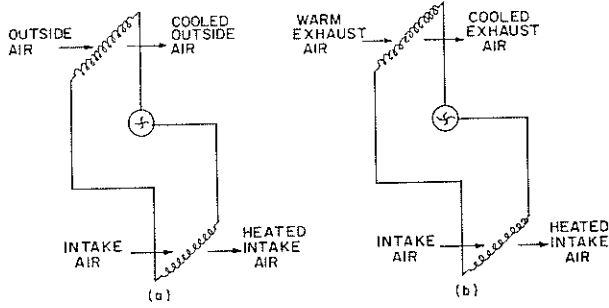 OUTSIDE
AIR
COOLED
OUTSIDE
AIR
INTAKE
AIR
HEATED
INTAKE
AIR
(a)
WARM
EXHAUST
AIR
COOLED
EXHAUST
AIR
INTAKE
AIR
HEATED
INTAKE
AIR
(b)